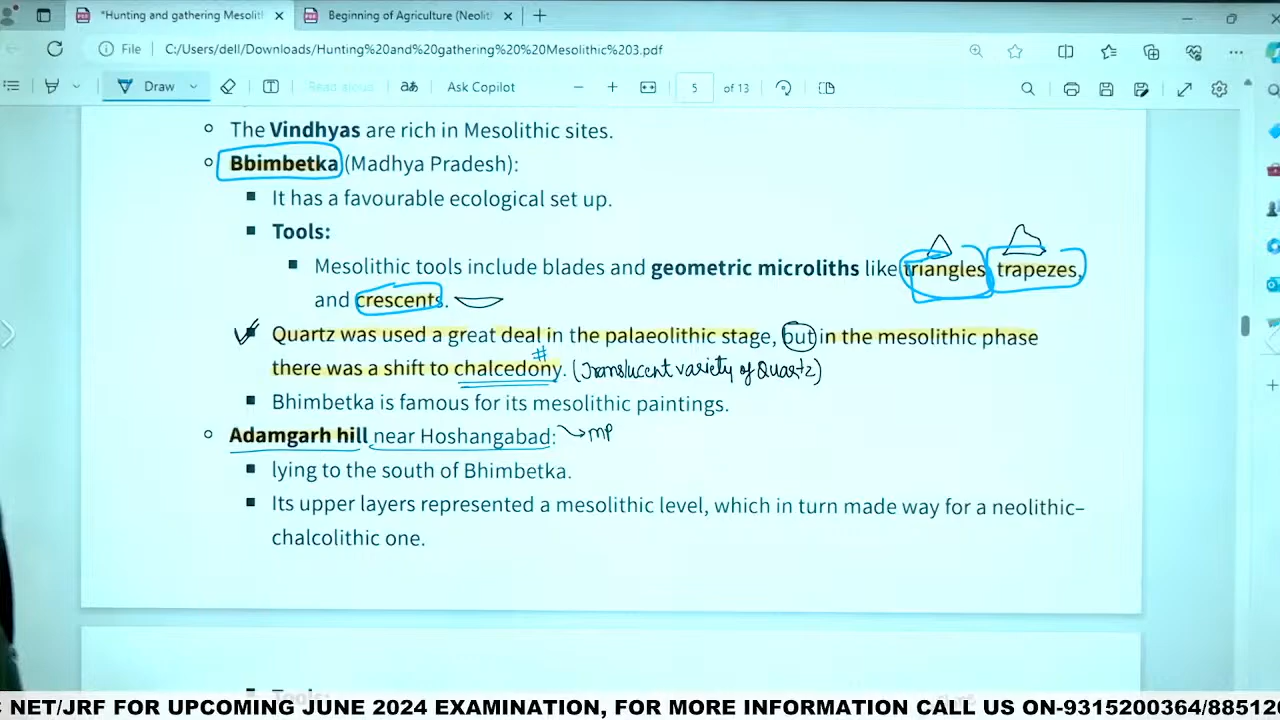 *Hunting and gathering Mesolit
Beginning of Agriculture (Neolit
File
C:/Users/dell/Downloads/Hunting%20and%20gathering%20%20Mesolithic%203.pdf
Draw
Read aloud
aあ
Ask Copilot
5
of 13
The Vindhyas are rich in Mesolithic sites.
Bbimbetka (Madhya Pradesh):
It has a favourable ecological set up.
Tools:
Mesolithic tools include blades and geometric microliths like triangles, trapezes,
and crescents.
Quartz was used a great deal in the palaeolithic stage, but in the mesolithic phase
there was a shift to chalcedony. (Translucent variety of Quartz)
Bhimbetka is famous for its mesolithic paintings.
Adamgarh hill near Hoshangabad: → MP
lying to the south of Bhimbetka.
Its upper layers represented a mesolithic level, which in turn made way for a neolithic–
chalcolithic one.
Tools:
C NET/JRF FOR UPCOMING JUNE 2024 EXAMINATION, FOR MORE INFORMATION CALL US ON-9315200364/885120